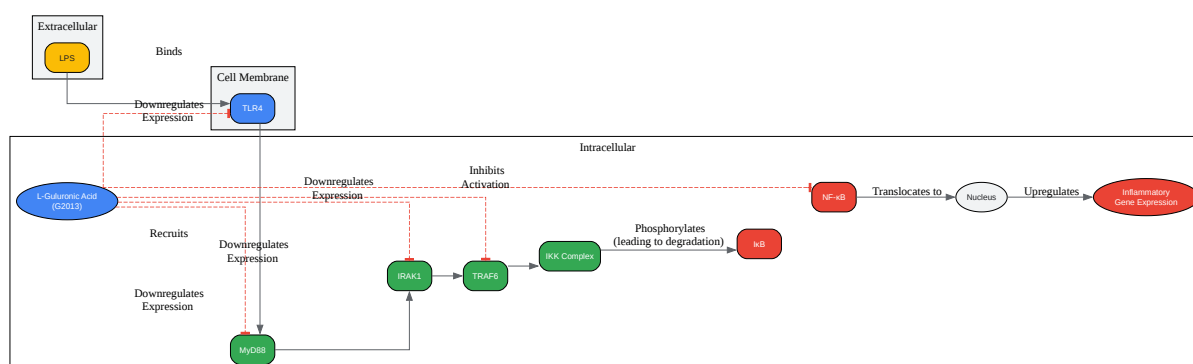 Extracellular
LPS
Binds
Cell Membrane
TLR4
Downregulates
Expression
Intracellular
Inhibits
Activation
Downregulates
Expression
L-Guluronic Acid
(G2013)
NF-κB
Translocates to
Nucleus
Upregulates
Inflammatory
Gene Expression
Recruits
Downregulates
Expression
Phosphorylates
(leading to degradation)
IκB
IKK Complex
IRAK1
TRAF6
Downregulates
Expression
MyD88